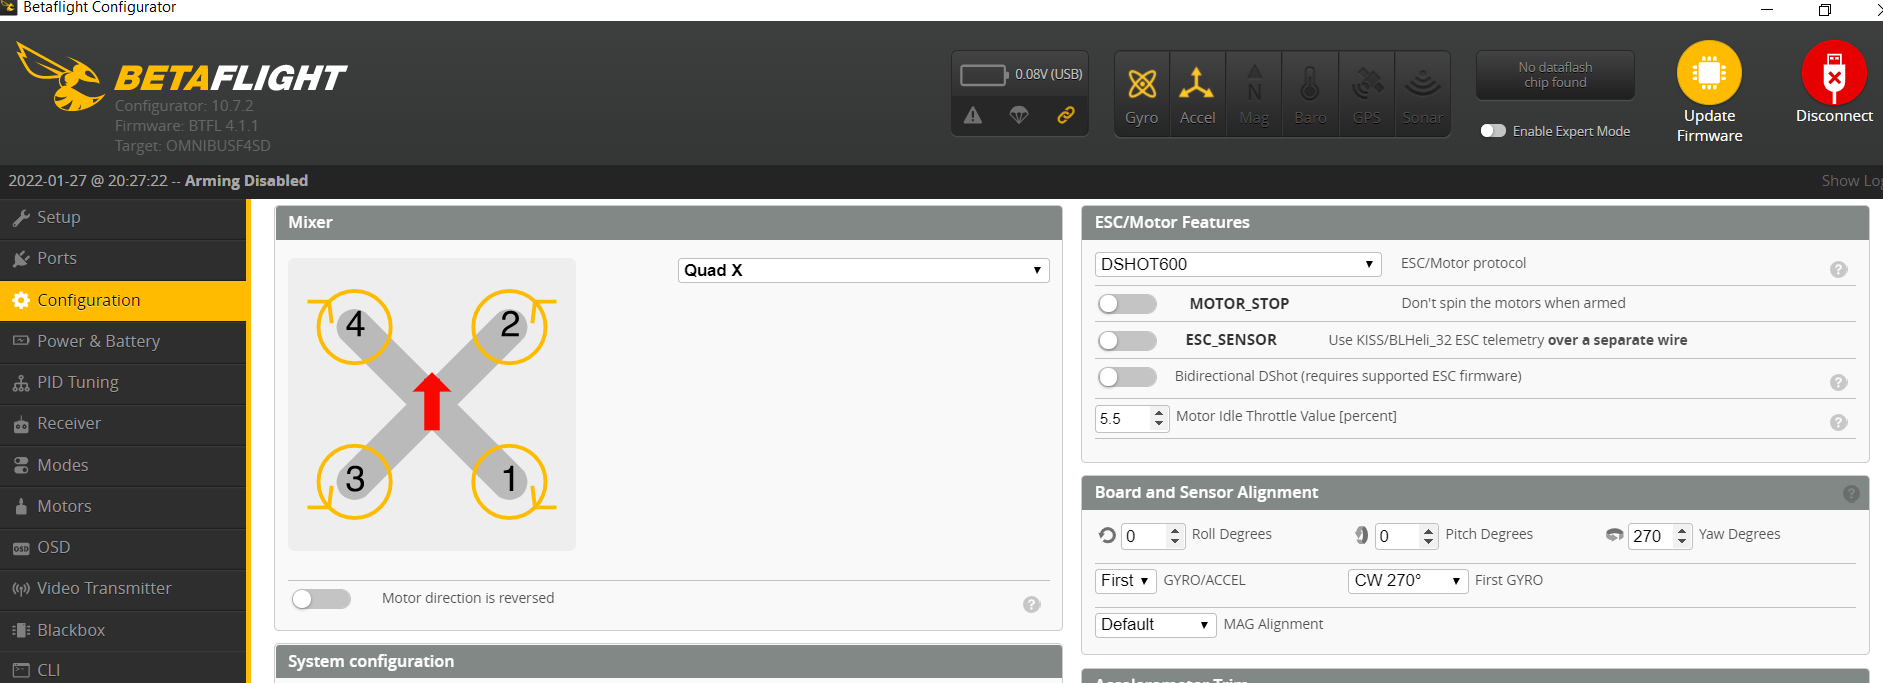 Betaflight Configurator
BETAFLIGHT
Configurator: 10.7.2
Firmware: BTFL 4.1.1
Target: OMNIBUSF4SD
0.08V (USB)
Gyro
Accel
N
Mag
Baro
GPS
Sonar
No dataflash
chip found
Enable Expert Mode
Update
Firmware
Disconnect
2022-01-27 @ 20:27:22 -- Arming Disabled
Show Log
Setup
Ports
Configuration
Power & Battery
PID Tuning
Receiver
Modes
Motors
OSD OSD
Video Transmitter
Blackbox
CLI
Mixer
Quad X
4
2
3
1
Motor direction is reversed
?
System configuration
ESC/Motor Features
DSHOT600 ESC/Motor protocol ?
MOTOR_STOP Don't spin the motors when armed
ESC_SENSOR Use KISS/BLHeli_32 ESC telemetry over a separate wire
Bidirectional DShot (requires supported ESC firmware) ?
5.5 Motor Idle Throttle Value [percent] ?
Board and Sensor Alignment ?
0 Roll Degrees 0 Pitch Degrees 270 Yaw Degrees
First GYRO/ACCEL CW 270° First GYRO
Default MAG Alignment
Accelerometer Trim